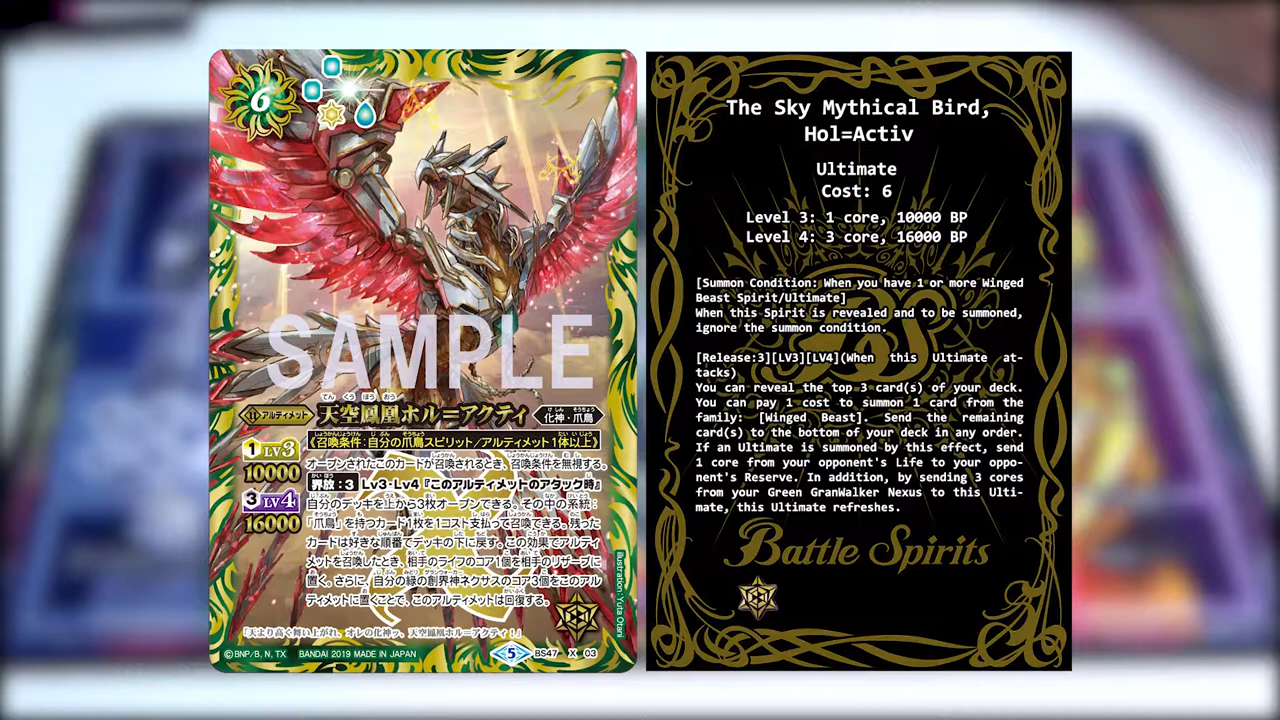 6
SAMPLE
アルティメット
てん くう ほう おう
天空鳳凰ホル=アクティ
け しん そうちょう
化神・爪鳥
1 LV3
10000
3 LV4
16000
《召喚条件:自分の爪鳥スピリット/アルティメット1体以上》
オープンされたこのカードが召喚されるとき、召喚条件を無視する。
界放:3 Lv3・Lv4『このアルティメットのアタック時』
自分のデッキを上から3枚オープンできる。その中の系統:
「爪鳥」を持つカード1枚を1コスト支払って召喚できる。残った
カードは好きな順番でデッキの下に戻す。この効果でアルティ
メットを召喚したとき、相手のライフのコア1個を相手のリザーブに
置く。さらに、自分の緑の創界神ネクサスのコア3個をこのアル
ティメットに置くことで、このアルティメットは回復する。
「天より高く舞い上がれ、オレの化神ッ、天空鳳凰ホル=アクティ!」
illustration:Yuta Otani
©BNP/B, N, TX BANDAI 2019 MADE IN JAPAN
5 BS47 X 03
The Sky Mythical Bird,
Hol=Activ
Ultimate
Cost: 6
Level 3: 1 core, 10000 BP
Level 4: 3 core, 16000 BP
[Summon Condition: When you have 1 or more Winged
Beast Spirit/Ultimate]
When this Spirit is revealed and to be summoned,
ignore the summon condition.
[Release:3][LV3][LV4](When this Ultimate at-
tacks)
You can reveal the top 3 card(s) of your deck.
You can pay 1 cost to summon 1 card from the
family: [Winged Beast]. Send the remaining
card(s) to the bottom of your deck in any order.
If an Ultimate is summoned by this effect, send
1 core from your opponent's Life to your oppo-
nent's Reserve. In addition, by sending 3 cores
from your Green GranWalker Nexus to this Ulti-
mate, this Ultimate refreshes.
Battle Spirits